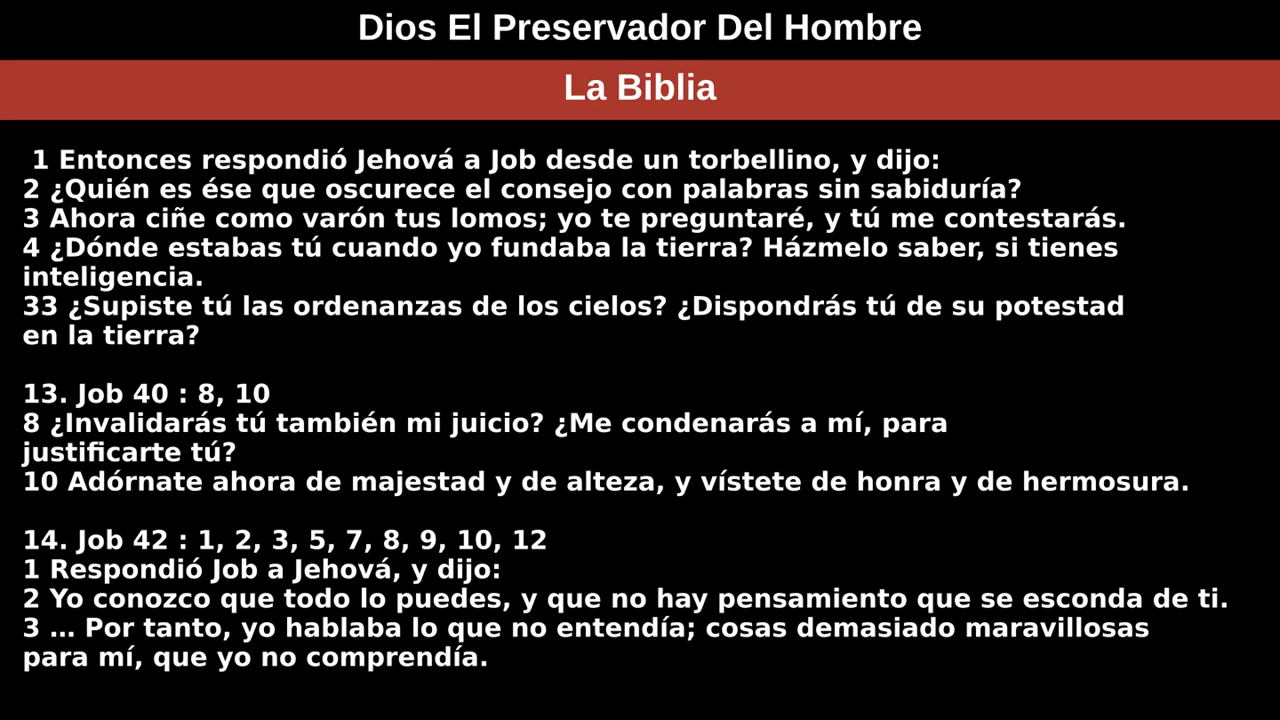 Dios El Preservador Del Hombre
La Biblia
1 Entonces respondió Jehová a Job desde un torbellino, y dijo:
2 ¿Quién es ése que oscurece el consejo con palabras sin sabiduría?
3 Ahora ciñe como varón tus lomos; yo te preguntaré, y tú me contestarás.
4 ¿Dónde estabas tú cuando yo fundaba la tierra? Házmelo saber, si tienes
inteligencia.
33 ¿Supiste tú las ordenanzas de los cielos? ¿Dispondrás tú de su potestad
en la tierra?
13. Job 40 : 8, 10
8 ¿Invalidarás tú también mi juicio? ¿Me condenarás a mí, para
justificarte tú?
10 Adórnate ahora de majestad y de alteza, y vístete de honra y de hermosura.
14. Job 42 : 1, 2, 3, 5, 7, 8, 9, 10, 12
1 Respondió Job a Jehová, y dijo:
2 Yo conozco que todo lo puedes, y que no hay pensamiento que se esconda de ti.
3 … Por tanto, yo hablaba lo que no entendía; cosas demasiado maravillosas
para mí, que yo no comprendía.